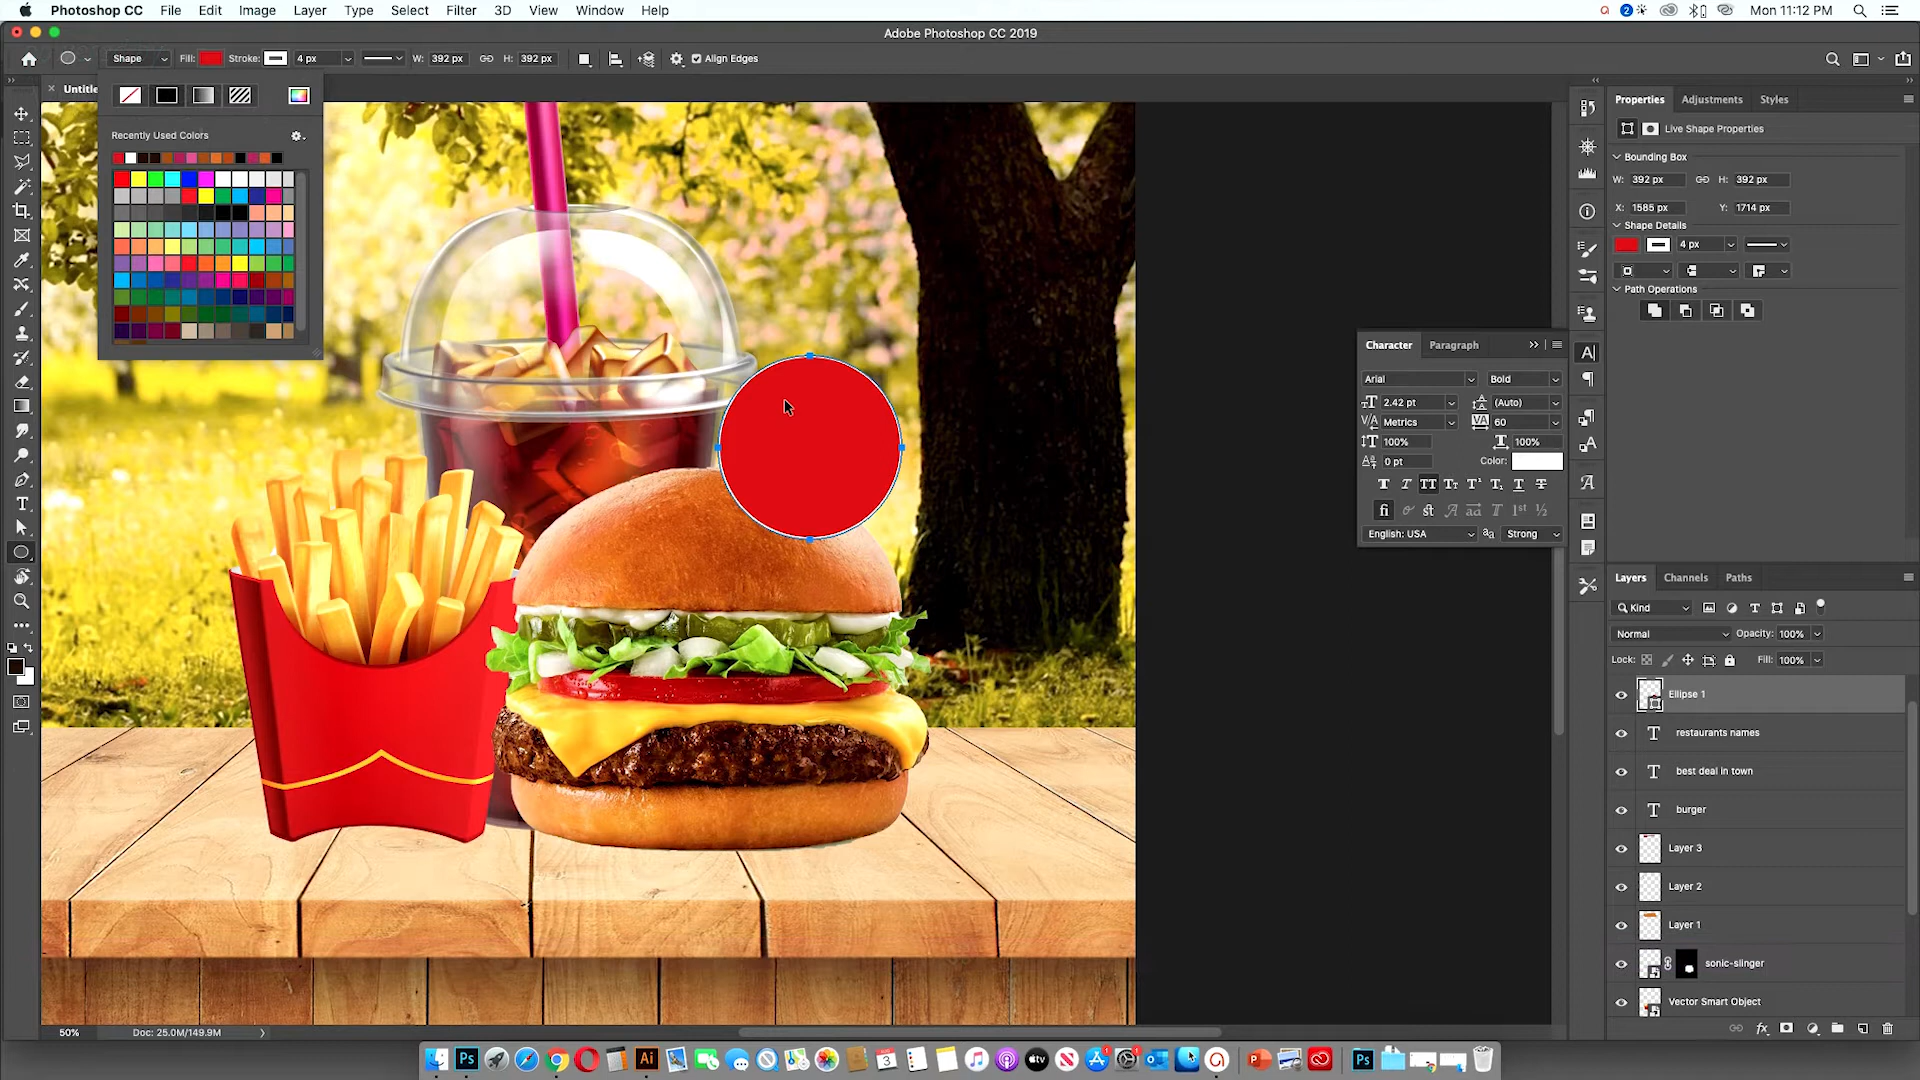 Photoshop CC File Edit Image Layer Type Select Filter 3D View Window Help
2 Mon 11:12 PM
Adobe Photoshop CC 2019
Shape Fill: Stroke: 4 px W: 392 px H: 392 px Align Edges
Untitle
Recently Used Colors
Properties Adjustments Styles
Live Shape Properties
Bounding Box
W: 392 px H: 392 px
X: 1585 px Y: 1714 px
Shape Details
4 px
Path Operations
Character Paragraph
Arial Bold
2.42 pt (Auto)
Metrics 60
100% 100%
0 pt Color:
English: USA aa Strong
Layers Channels Paths
Kind
Normal Opacity: 100%
Lock: Fill: 100%
Ellipse 1
restaurants names
best deal in town
burger
Layer 3
Layer 2
Layer 1
sonic-slinger
Vector Smart Object
50% Doc: 25.0M/149.9M